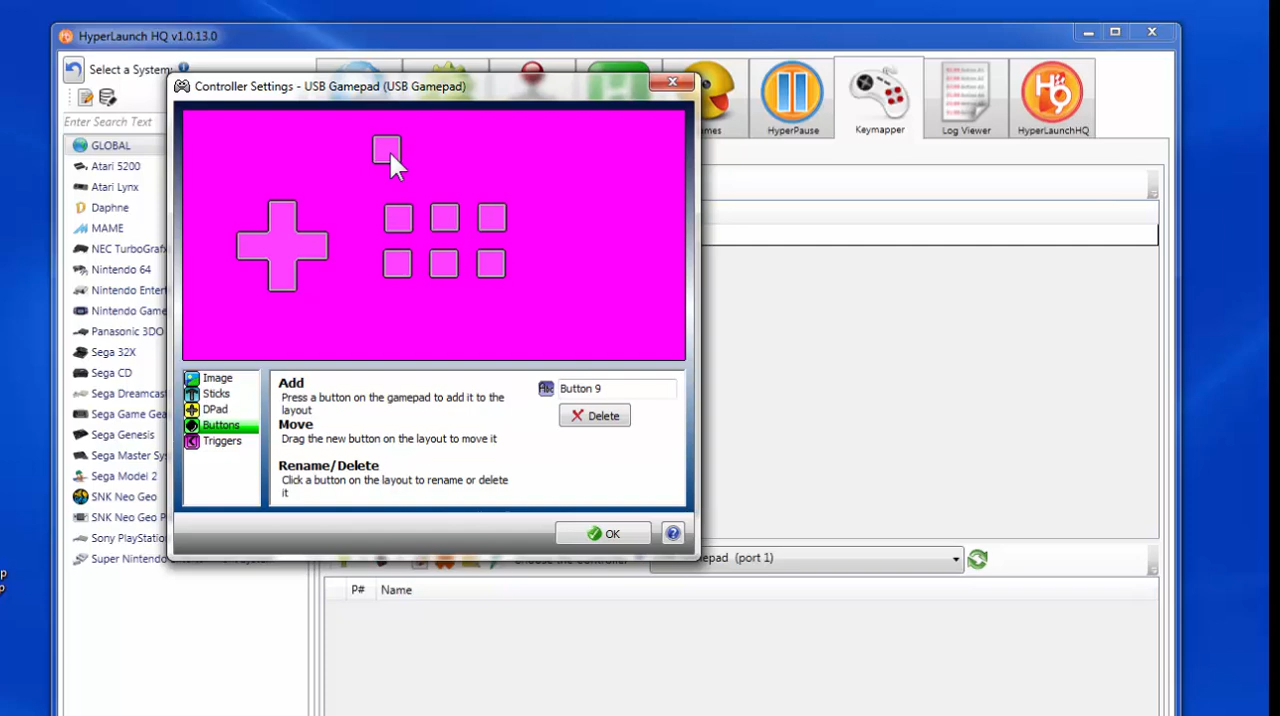 HyperLaunch HQ v1.0.13.0
Select a System:
Controller Settings - USB Gamepad (USB Gamepad)
Enter Search Text
HyperPause
Keymapper
Log Viewer
HyperLaunchHQ
GLOBAL
Atari 5200
Atari Lynx
Daphne
MAME
NEC TurboGrafx
Nintendo 64
Nintendo Enter
Nintendo Game
Panasonic 3DO
Sega 32X
Sega CD
Sega Dreamcas
Sega Game Gea
Sega Genesis
Sega Master Sys
Sega Model 2
SNK Neo Geo
SNK Neo Geo P
Sony PlayStatio
Super Nintendo
Image
Sticks
DPad
Buttons
Triggers
Add
Press a button on the gamepad to add it to the
layout
Move
Drag the new button on the layout to move it
Rename/Delete
Click a button on the layout to rename or delete
it
Abc Button 9
Delete
OK
epad (port 1)
P# Name